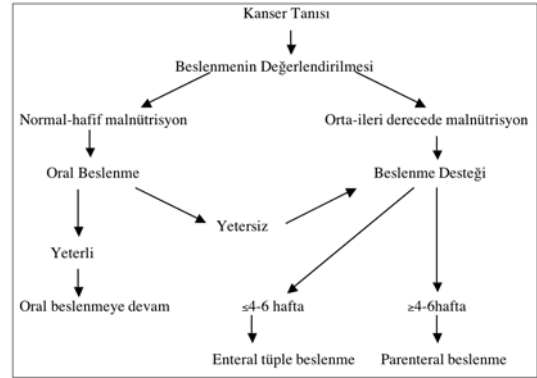 Kanser Tanısı
Beslenmenin Değerlendirilmesi
Normal-hafif malnütrisyon
Orta-ileri derecede malnütrisyon
Oral Beslenme
Beslenme Desteği
Yetersiz
Yeterli
Oral beslenmeye devam
≤4-6 hafta
≥4-6hafta
Enteral tüple beslenme
Parenteral beslenme